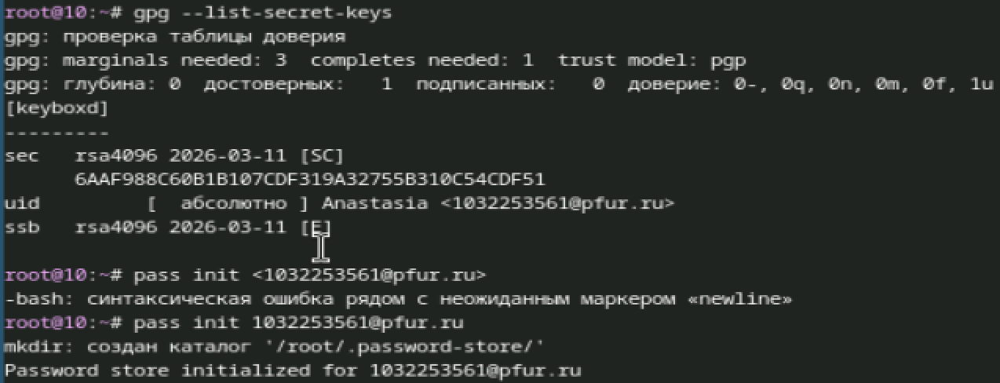 root@10:~# gpg --list-secret-keys
gpg: проверка таблицы доверия
gpg: marginals needed: 3  completes needed: 1  trust model: pgp
gpg: глубина: 0  достоверных:   1  подписанных:   0  доверие: 0-, 0q, 0n, 0m, 0f, 1u
[keyboxd]
---------
sec   rsa4096 2026-03-11 [SC]
      6AAF988C60B1B107CDF319A32755B310C54CDF51
uid         [  абсолютно ] Anastasia <1032253561@pfur.ru>
ssb   rsa4096 2026-03-11 [E]
root@10:~# pass init <1032253561@pfur.ru>
-bash: синтаксическая ошибка рядом с неожиданным маркером «newline»
root@10:~# pass init 1032253561@pfur.ru
mkdir: создан каталог '/root/.password-store/'
Password store initialized for 1032253561@pfur.ru